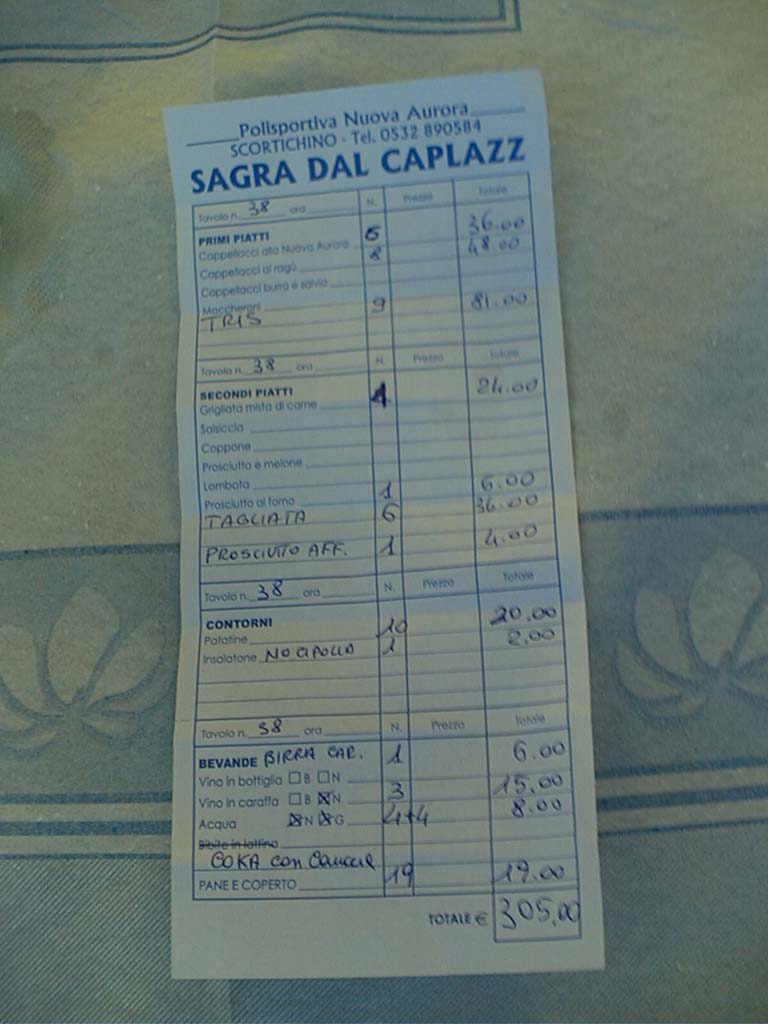 Polisportiva Nuova Aurora
SCORTICHINO - Tel. 0532 890584
SAGRA DAL CAPLAZZ
Tavolo n. 38 ora N. Prezzo Totale
PRIMI PIATTI
Cappellacci alla Nuova Aurora 6 36.00
Cappellacci al ragù 8 48.00
Cappellacci burro e salvia
Maccheroni
TRIS 9 81.00
Tavolo n. 38 ora N. Prezzo Totale
SECONDI PIATTI
Grigliata mista di carne 4 24.00
Salsiccia
Coppone
Prosciutto e melone
Lombata
Prosciutto al forno 1 6.00
TAGLIATA 6 36.00
PROSCIUTTO AFF. 1 4.00
Tavolo n. 38 ora N. Prezzo Totale
CONTORNI
Patatine 10 20.00
Insalatone NO CIPOLLA 1 2.00
Tavolo n. 38 ora N. Prezzo Totale
BEVANDE BIRRA CAR. 1 6.00
Vino in bottiglia B N
Vino in caraffa B N 3 15.00
Acqua N G 4+4 8.00
Bibite in lattina
COKA con Cannucce
PANE E COPERTO 19 19.00
TOTALE € 305,00